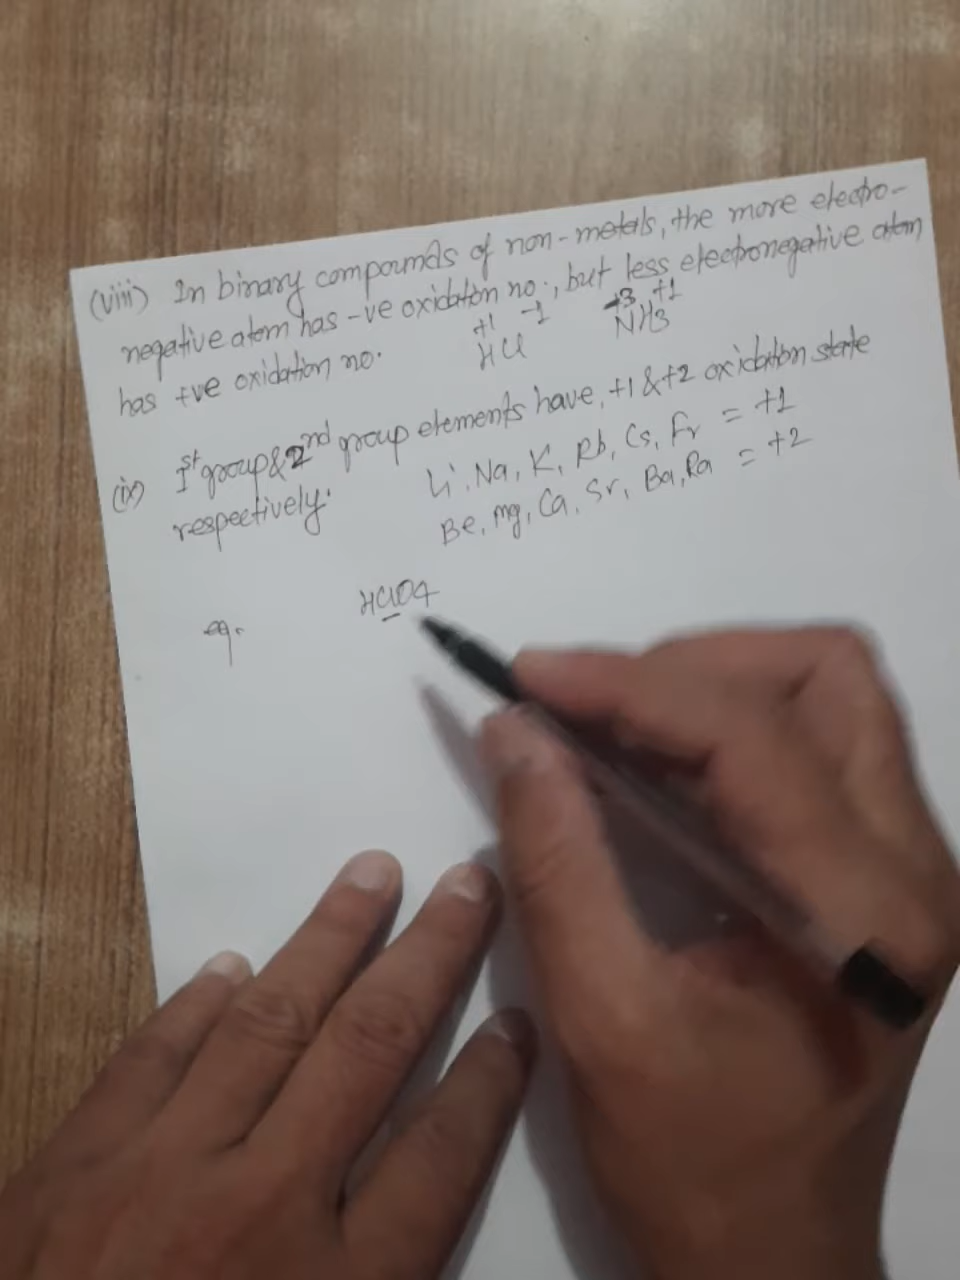 (viii) In binary compounds of non-metals, the more electro-
negative atom has -ve oxidation no., but less electronegative atom
has +ve oxidation no.
+1 -1
HCl
-3 +1
NH3
(ix) Ist group & 2nd group elements have +1 & +2 oxidation state
respectively.
Li, Na, K, Rb, Cs, Fr = +1
Be, Mg, Ca, Sr, Ba, Ra = +2
eg. HClO4